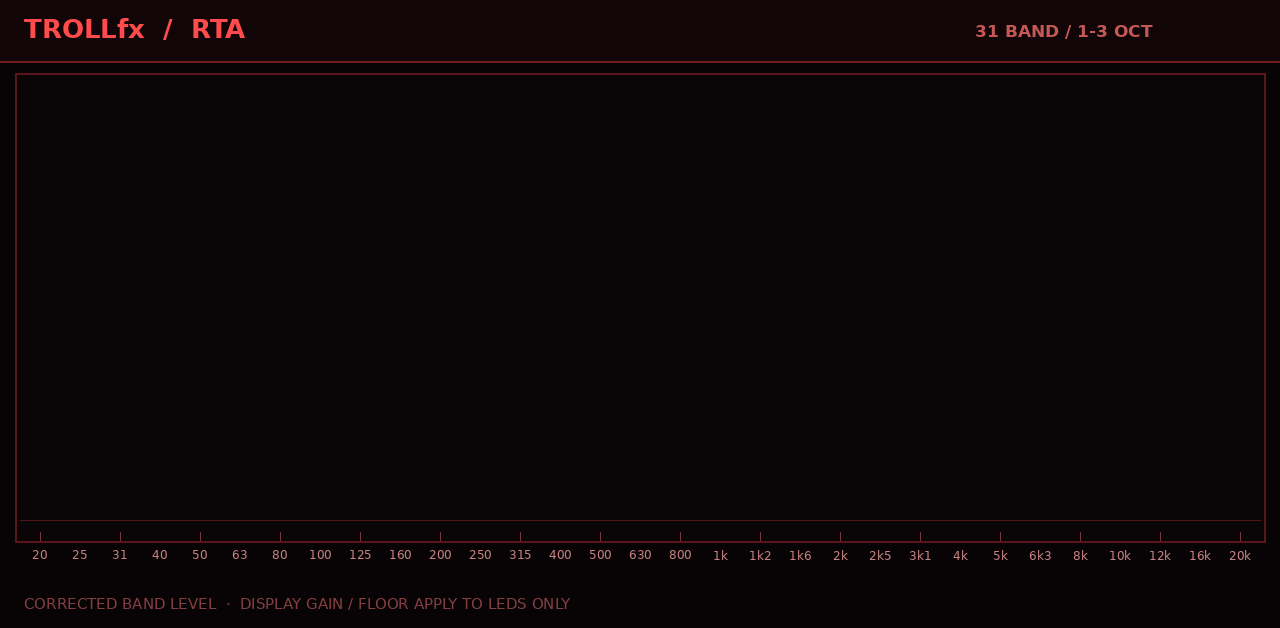 TROLLfx / RTA
31 BAND / 1-3 OCT
20 25 31 40 50 63 80 100 125 160 200 250 315 400 500 630 800 1k 1k2 1k6 2k 2k5 3k1 4k 5k 6k3 8k 10k 12k 16k 20k
CORRECTED BAND LEVEL · DISPLAY GAIN / FLOOR APPLY TO LEDS ONLY